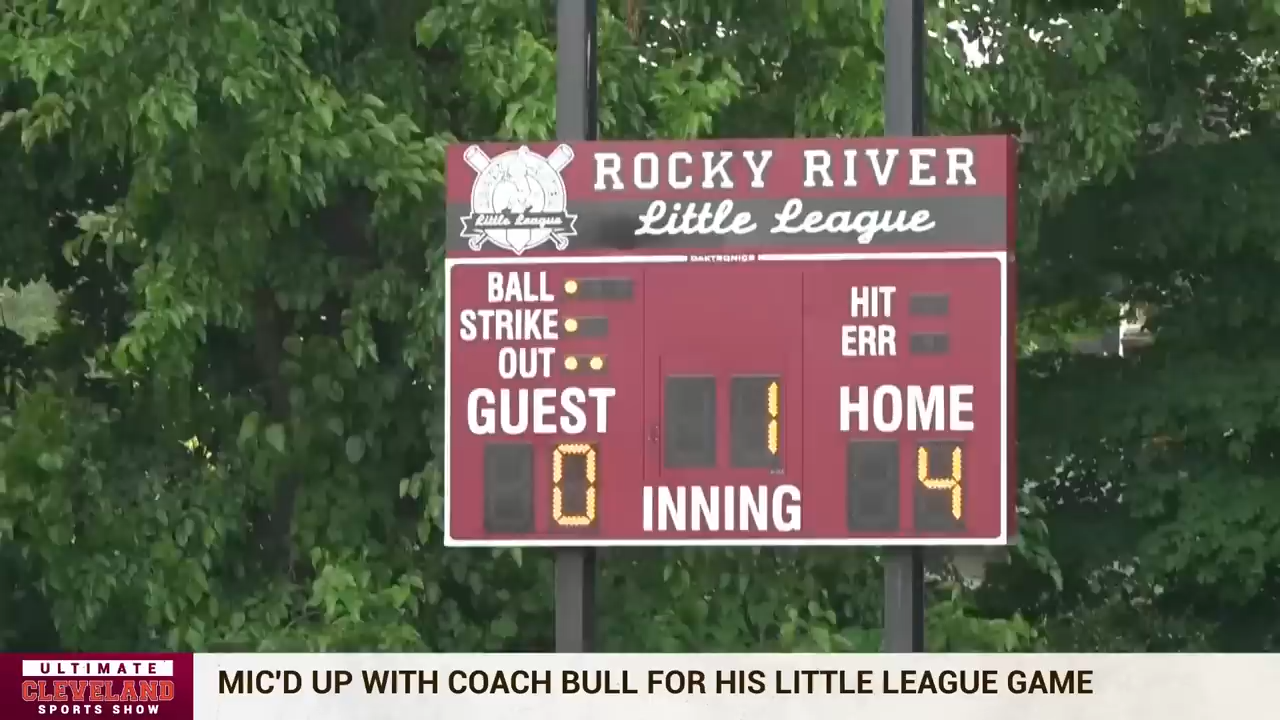 ROCKY RIVER
Little League
Little League
DAKTRONICS
BALL
STRIKE
OUT
HIT
ERR
GUEST
HOME
1
0
4
INNING
ULTIMATE
CLEVELAND
SPORTS SHOW
MIC'D UP WITH COACH BULL FOR HIS LITTLE LEAGUE GAME